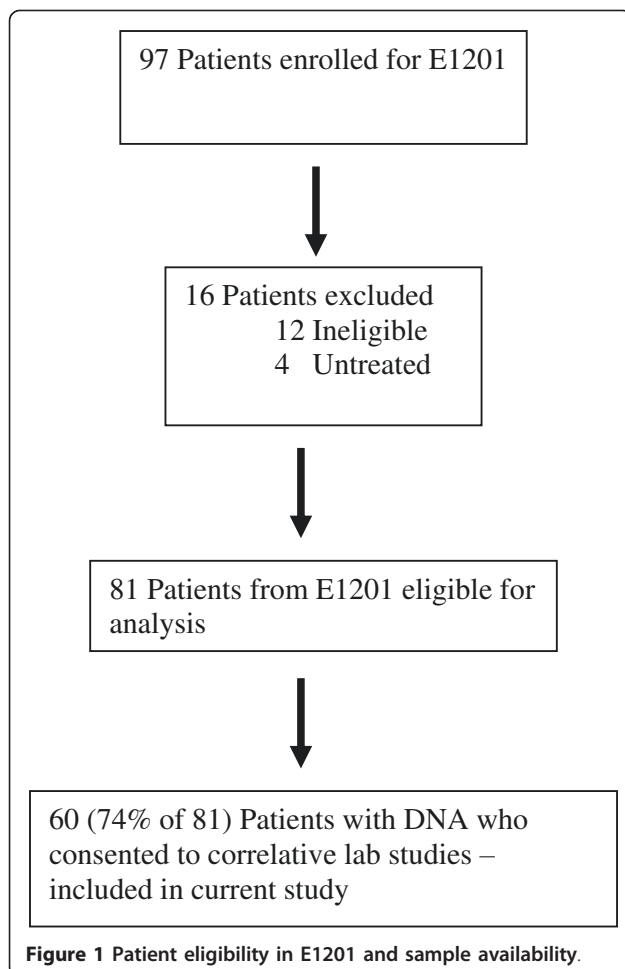 97 Patients enrolled for E1201
16 Patients excluded
12 Ineligible
4 Untreated
81 Patients from E1201 eligible for
analysis
60 (74% of 81) Patients with DNA who
consented to correlative lab studies –
included in current study
Figure 1 Patient eligibility in E1201 and sample availability.